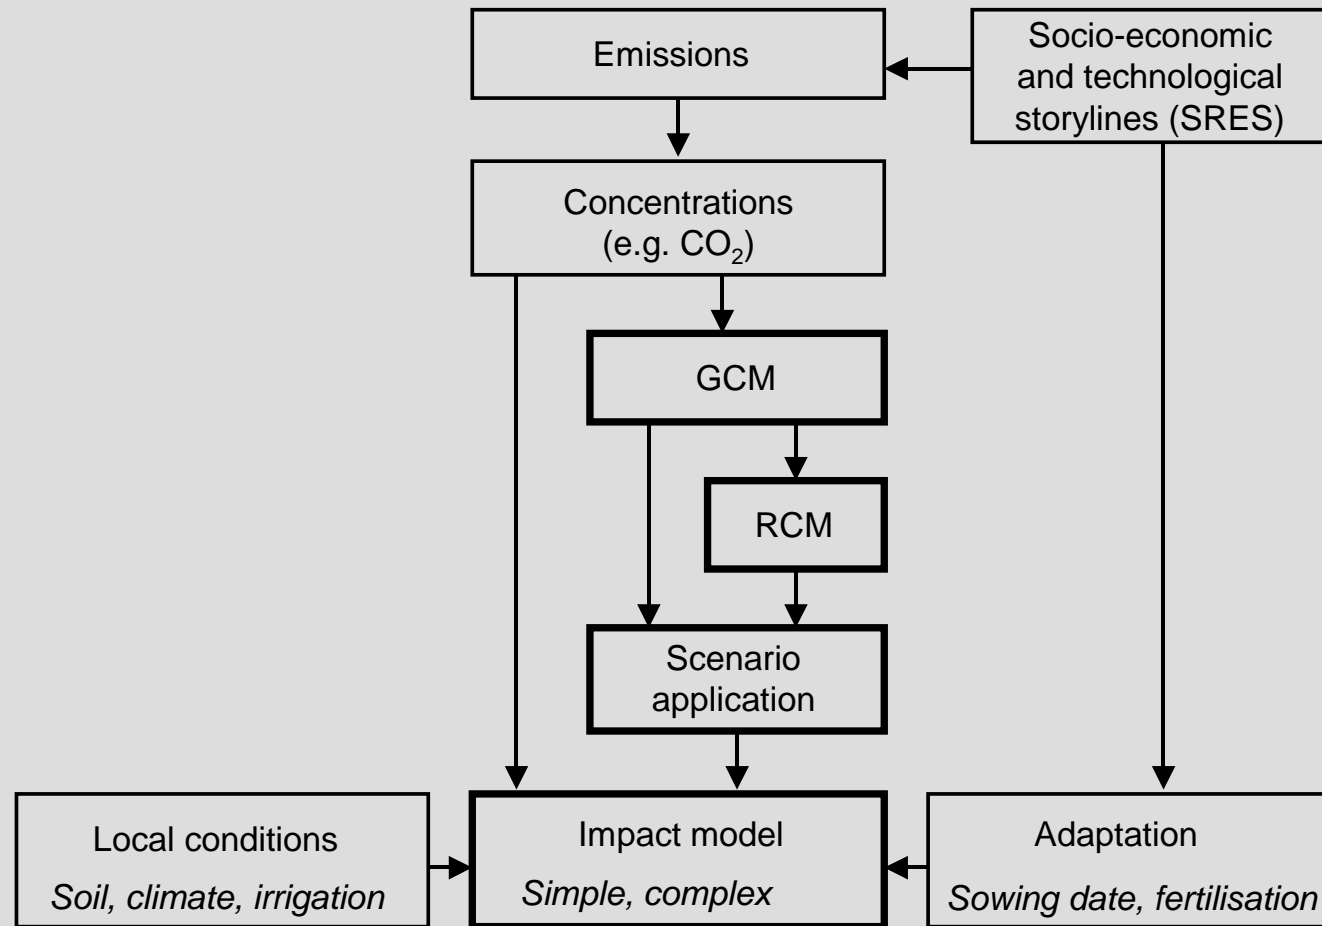 Emissions
Socio-economic
and technological
storylines (SRES)
Concentrations
(e.g. CO₂)
GCM
RCM
Scenario
application
Local conditions
Soil, climate, irrigation
Impact model
Simple, complex
Adaptation
Sowing date, fertilisation